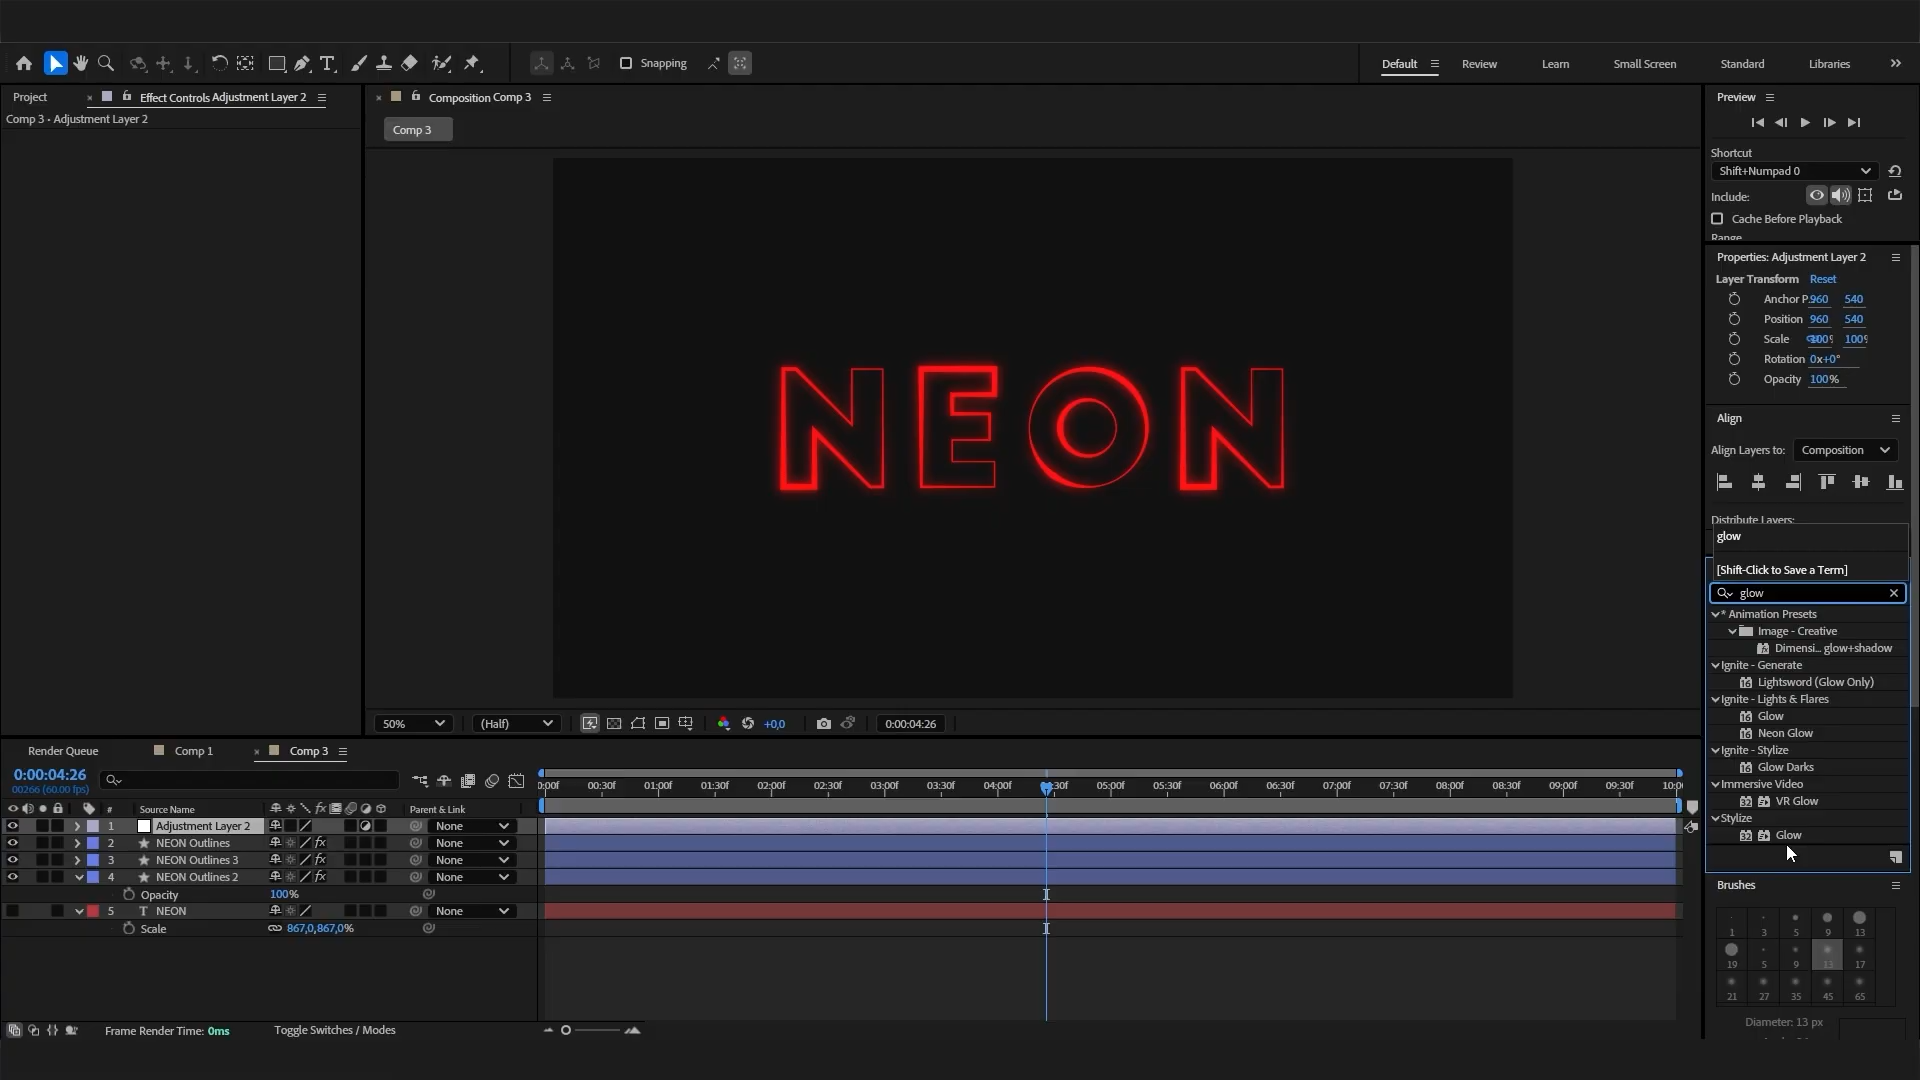 Snapping
Default
Review
Learn
Small Screen
Standard
Libraries
Project
Effect Controls Adjustment Layer 2
Comp 3 • Adjustment Layer 2
Composition Comp 3
Comp 3
NEON
50%
(Half)
+0,0
0:00:04:26
Preview
Shortcut
Shift+Numpad 0
Include:
Cache Before Playback
Range
Properties: Adjustment Layer 2
Layer Transform Reset
Anchor P. 960 540
Position 960 540
Scale 100% 100%
Rotation 0x+0°
Opacity 100%
Align
Align Layers to: Composition
Distribute Layers:
glow
[Shift-Click to Save a Term]
glow
* Animation Presets
Image - Creative
Dimensi... glow+shadow
Ignite - Generate
Lightsword (Glow Only)
Ignite - Lights & Flares
Glow
Neon Glow
Ignite - Stylize
Glow Darks
Immersive Video
VR Glow
Stylize
Glow
Brushes
1 3 5 9 13
19 5 9 13 17
21 27 35 45 65
Diameter: 13 px
Render Queue
Comp 1
Comp 3
0:00:04:26
00266 (60.00 fps)
# Source Name
Parent & Link
0:00f 00:30f 01:00f 01:30f 02:00f 02:30f 03:00f 03:30f 04:00f :30f 05:00f 05:30f 06:00f 06:30f 07:00f 07:30f 08:00f 08:30f 09:00f 09:30f 10:0
1 Adjustment Layer 2 None
2 NEON Outlines fx None
3 NEON Outlines 3 fx None
4 NEON Outlines 2 fx None
Opacity 100%
5 T NEON None
Scale 867,0,867,0%
Frame Render Time: 0ms
Toggle Switches / Modes